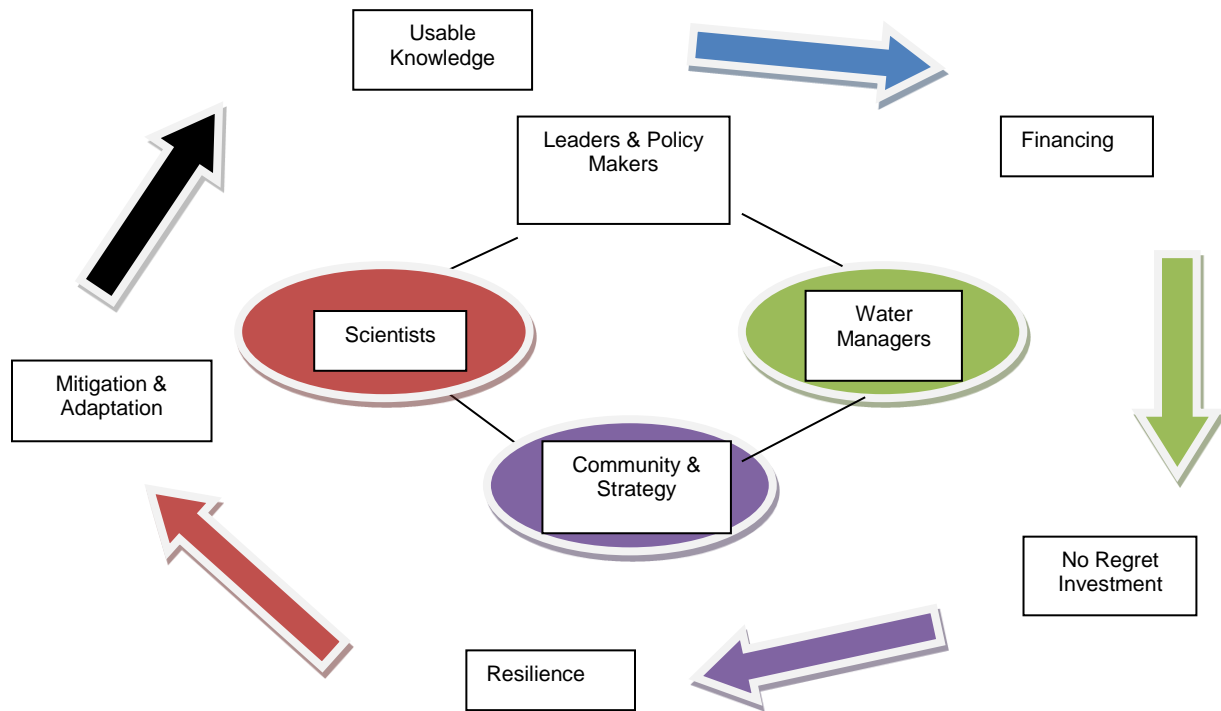 Usable
Knowledge
Leaders & Policy
Makers
Financing
Scientists
Water
Managers
Mitigation &
Adaptation
Community &
Strategy
No Regret
Investment
Resilience